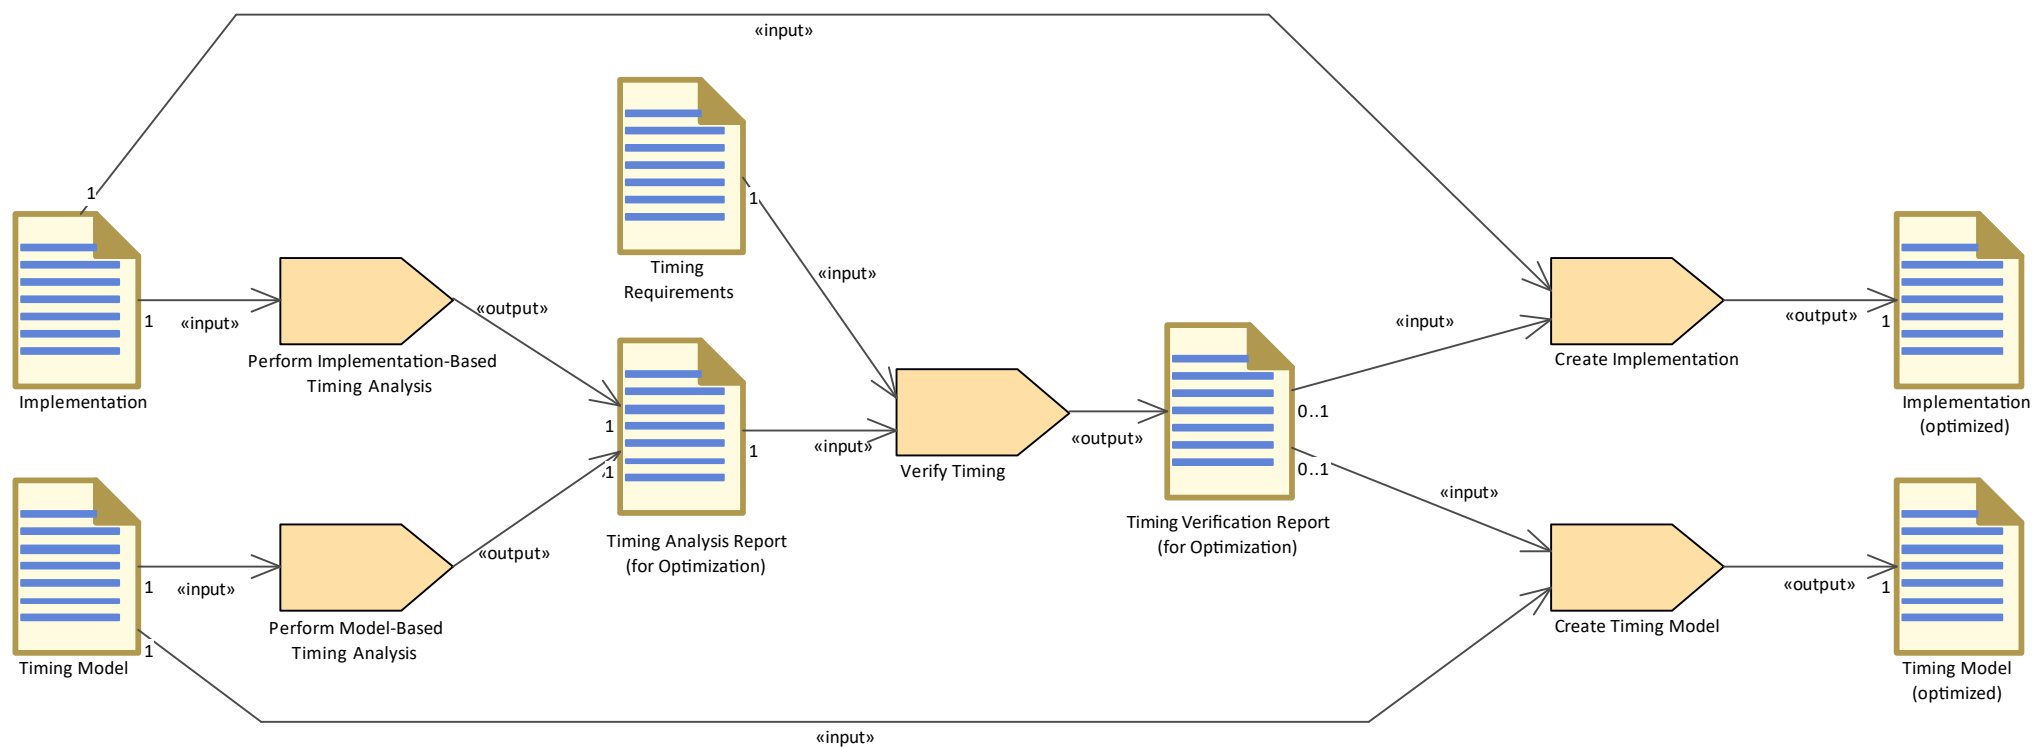 «input»
1
Timing
Requirements
1
«input»
Implementation
1
«input»
Perform Implementation-Based
Timing Analysis
«output»
1
1
Timing Analysis Report
(for Optimization)
1
«input»
Verify Timing
«output»
Timing Verification Report
(for Optimization)
0..1
0..1
«input»
«input»
Create Implementation
«output»
1
Implementation
(optimized)
Timing Model
1
«input»
1
Perform Model-Based
Timing Analysis
«output»
Create Timing Model
«output»
1
Timing Model
(optimized)
«input»